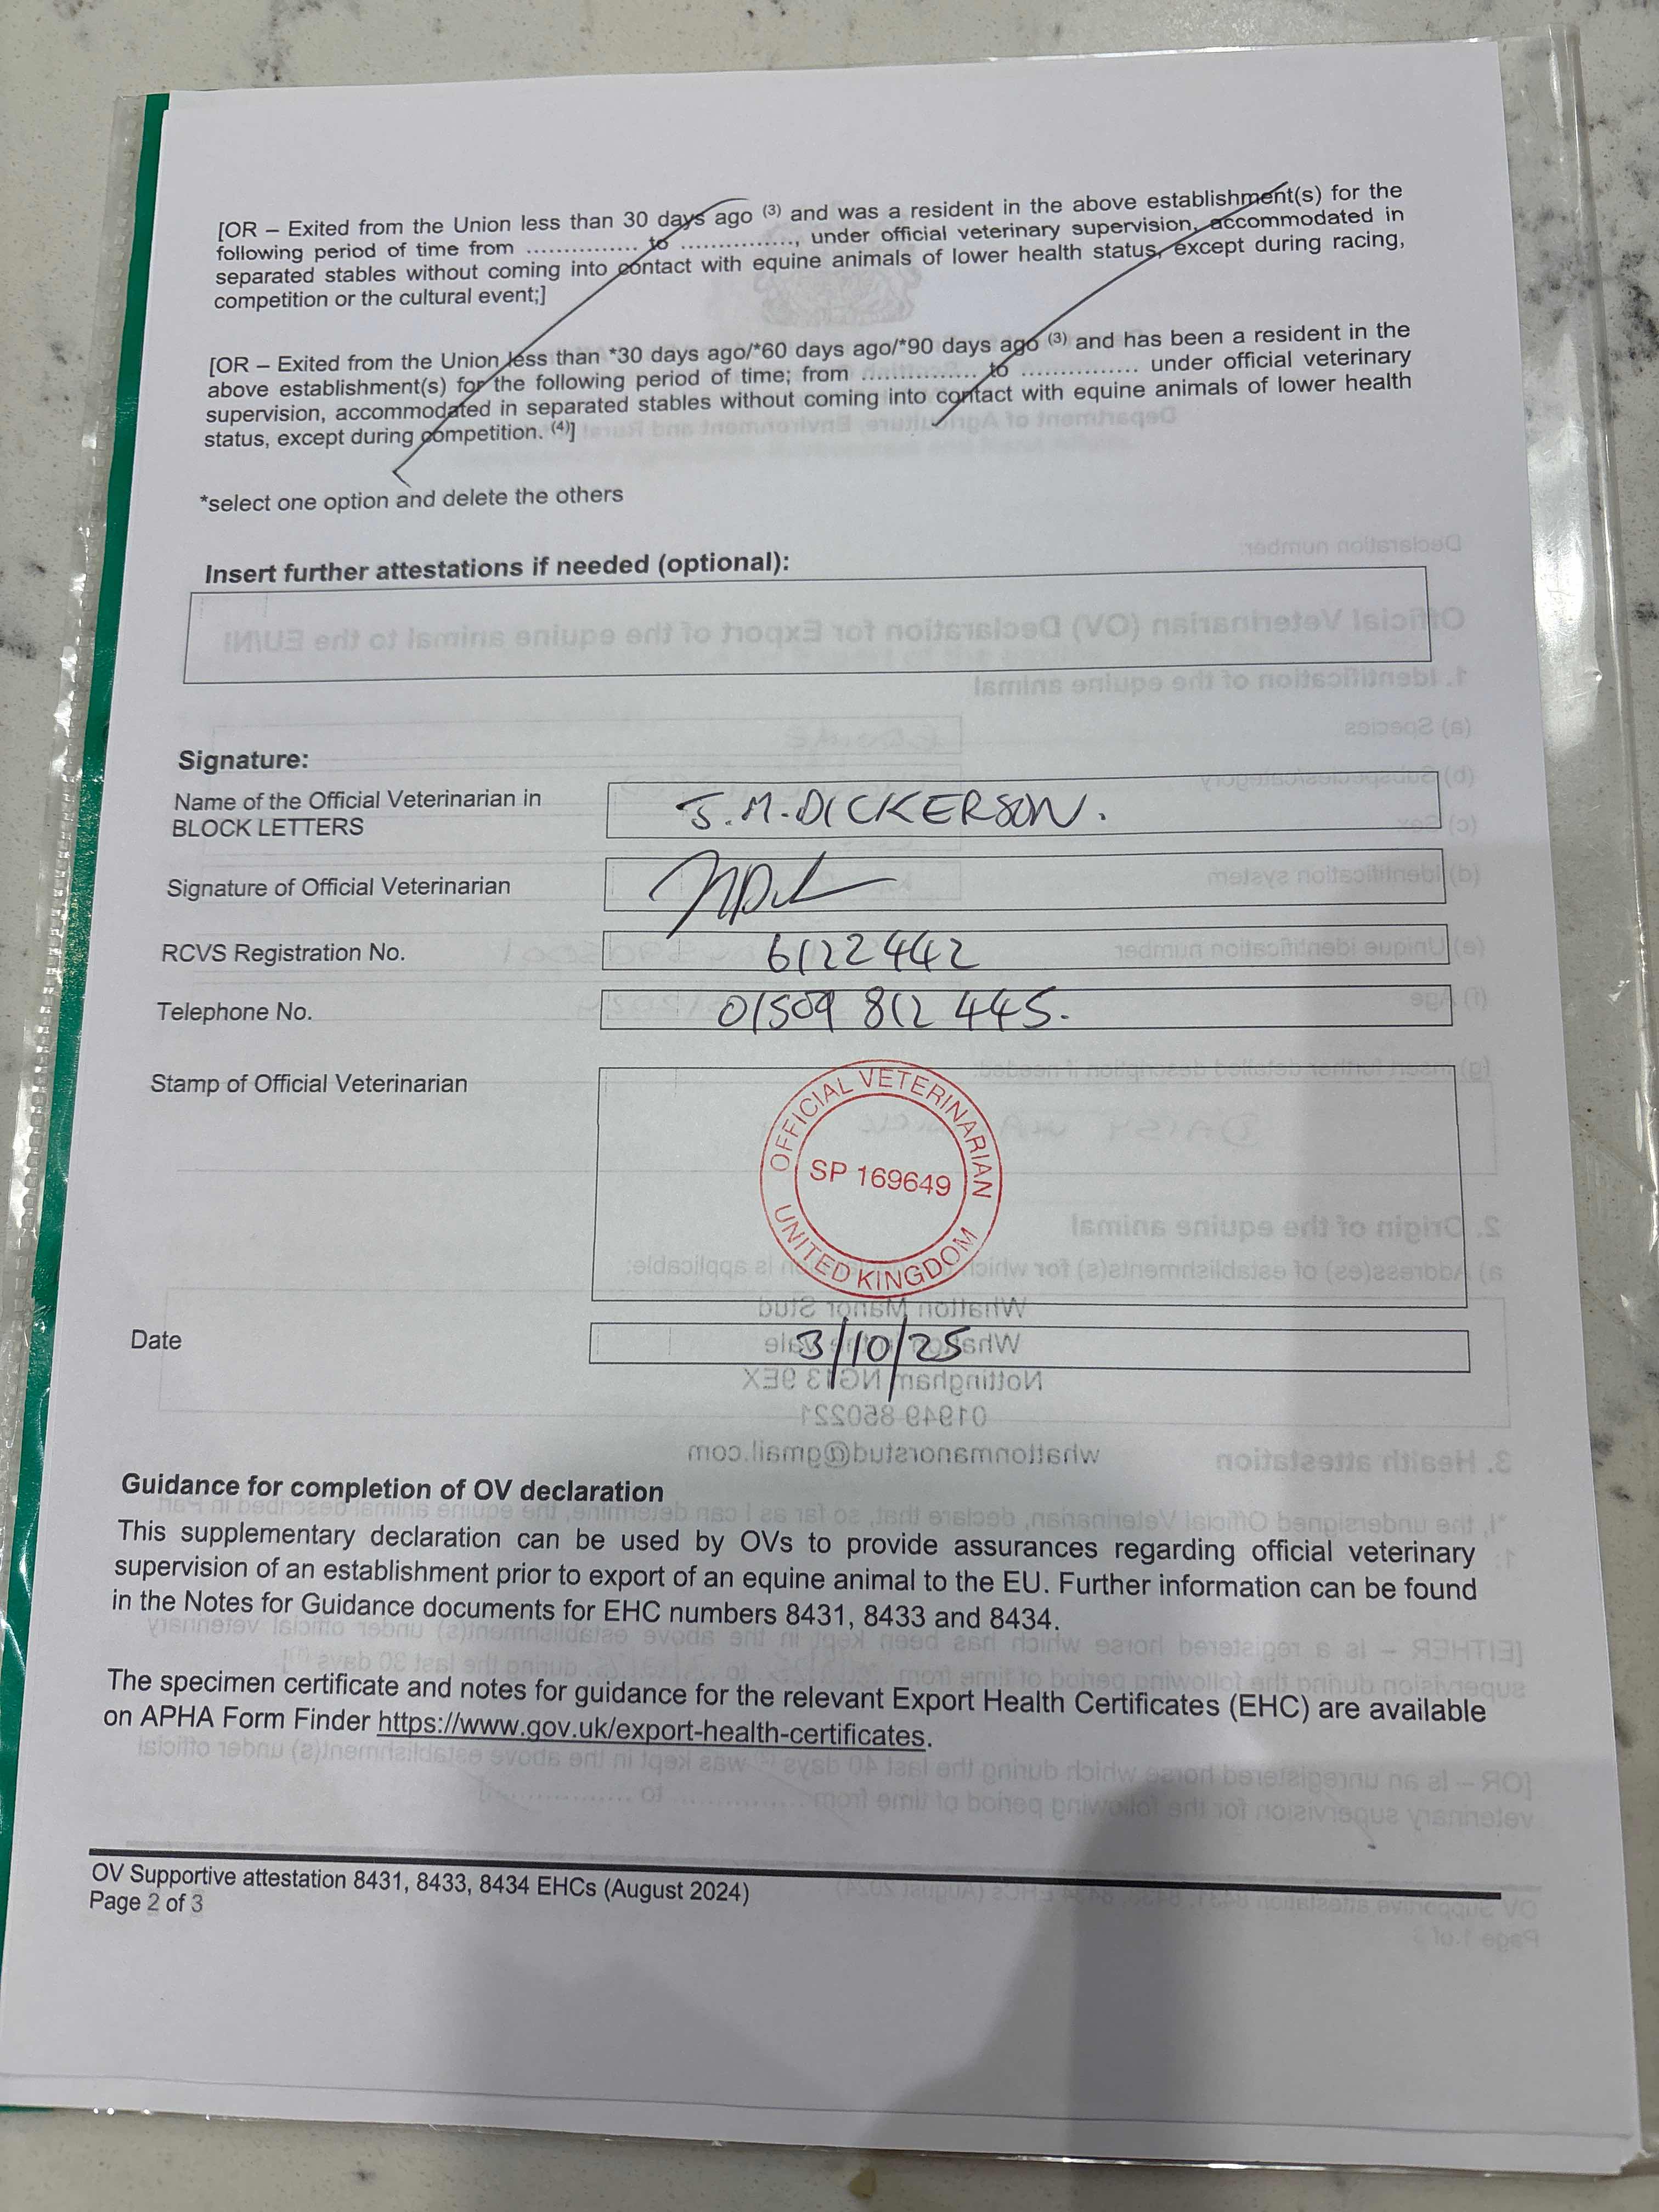 [OR – Exited from the Union less than 30 days ago (3) and was a resident in the above establishment(s) for the
following period of time from ................ to ................, under official veterinary supervision, accommodated in
separated stables without coming into contact with equine animals of lower health status, except during racing,
competition or the cultural event;]
[OR – Exited from the Union less than *30 days ago/*60 days ago/*90 days ago (3) and has been a resident in the
above establishment(s) for the following period of time; from ................ to ................ under official veterinary
supervision, accommodated in separated stables without coming into contact with equine animals of lower health
status, except during competition. (4)]
*select one option and delete the others
Insert further attestations if needed (optional):
Signature:
Name of the Official Veterinarian in
BLOCK LETTERS
J.M.DICKERSON.
Signature of Official Veterinarian
RCVS Registration No.
6122442
Telephone No.
01509 812 445.
Stamp of Official Veterinarian
OFFICIAL VETERINARIAN
SP 169649
UNITED KINGDOM
Date
3/10/25
Guidance for completion of OV declaration
This supplementary declaration can be used by OVs to provide assurances regarding official veterinary
supervision of an establishment prior to export of an equine animal to the EU. Further information can be found
in the Notes for Guidance documents for EHC numbers 8431, 8433 and 8434.
The specimen certificate and notes for guidance for the relevant Export Health Certificates (EHC) are available
on APHA Form Finder https://www.gov.uk/export-health-certificates.
OV Supportive attestation 8431, 8433, 8434 EHCs (August 2024)
Page 2 of 3